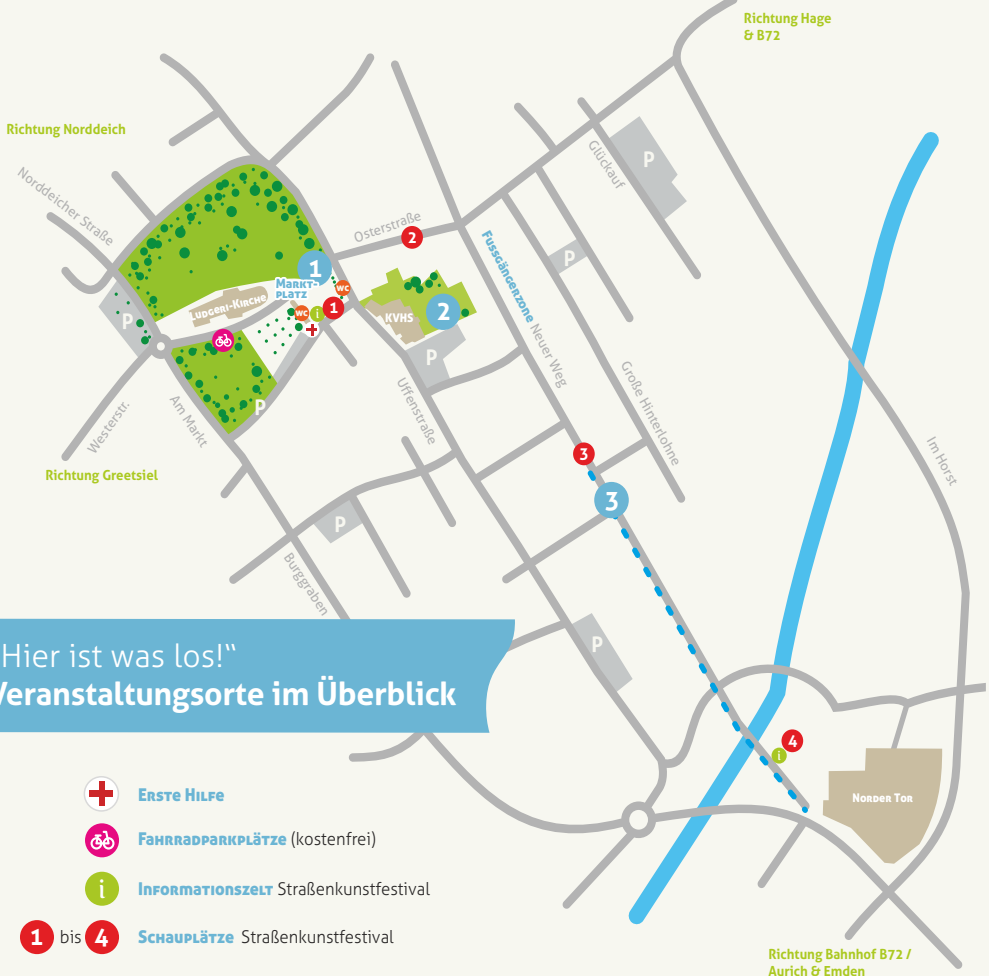 Richtung Hage
& B72
Richtung Norddeich
Norddeicher Straße
Glückauf
P
Osterstraße
2
Fussgängerzone Neuer Weg
P
1
Markt-
platz
WC
Ludgeri-Kirche
WC
i
1
KVHS
2
P
P
P
Große Hinterlohne
Uffenstraße
Westerstr.
Am Markt
Im Horst
Richtung Greetsiel
3
3
P
Burggraben
P
Hier ist was los!“
Veranstaltungsorte im Überblick
4
i
Norder Tor
Erste Hilfe
Fahrradparkplätze (kostenfrei)
i Informationszelt Straßenkunstfestival
1 bis 4 Schauplätze Straßenkunstfestival
Richtung Bahnhof B72 /
Aurich & Emden